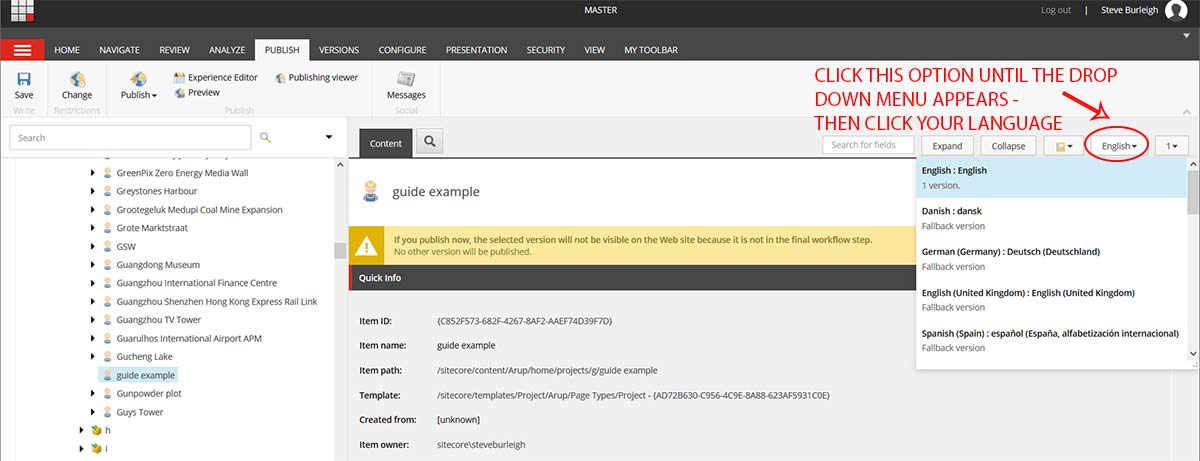 MASTER
Log out | Steve Burleigh
HOME NAVIGATE REVIEW ANALYZE PUBLISH VERSIONS CONFIGURE PRESENTATION SECURITY VIEW MY TOOLBAR
Save
Write
Change
Restrictions
Publish
Experience Editor
Preview
Publishing viewer
Publish
Messages
Social
CLICK THIS OPTION UNTIL THE DROP
DOWN MENU APPEARS -
THEN CLICK YOUR LANGUAGE
Search
GreenPix Zero Energy Media Wall
Greystones Harbour
Grootegeluk Medupi Coal Mine Expansion
Grote Marktstraat
GSW
Guangdong Museum
Guangzhou International Finance Centre
Guangzhou Shenzhen Hong Kong Express Rail Link
Guangzhou TV Tower
Guarulhos International Airport APM
Gucheng Lake
guide example
Gunpowder plot
Guys Tower
h
i
Content
Search for fields
Expand
Collapse
English
1
guide example
If you publish now, the selected version will not be visible on the Web site because it is not in the final workflow step.
No other version will be published.
Quick Info
Item ID: {C852F573-682F-4267-8AF2-AAEF74D39F7D}
Item name: guide example
Item path: /sitecore/content/Arup/home/projects/g/guide example
Template: /sitecore/templates/Project/Arup/Page Types/Project - {AD72B630-C956-4C9E-8A88-623AF5931C0E}
Created from: [unknown]
Item owner: sitecore\steveburleigh
English : English
1 version.
Danish : dansk
Fallback version
German (Germany) : Deutsch (Deutschland)
Fallback version
English (United Kingdom) : English (United Kingdom)
Fallback version
Spanish (Spain) : español (España, alfabetización internacional)
Fallback version